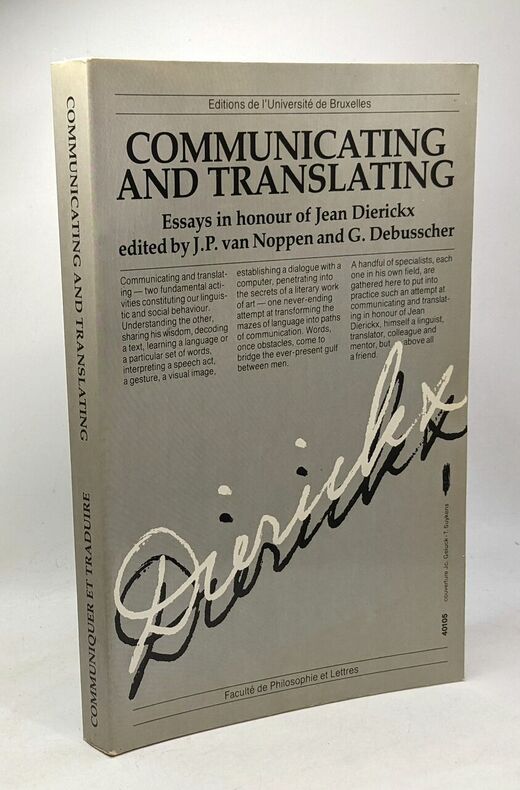 COMMUNICATING AND TRANSLATING
COMMUNIQUER ET TRADUIRE
Editions de l'Université de Bruxelles
COMMUNICATING
AND TRANSLATING
Essays in honour of Jean Dierickx
edited by J.P. van Noppen and G. Debusscher
Communicating and translat-
ing — two fundamental acti-
vities constituting our linguis-
tic and social behaviour.
Understanding the other,
sharing his wisdom, decoding
a text, learning a language or
a particular set of words,
interpreting a speech act,
a gesture, a visual image,
establishing a dialogue with a
computer, penetrating into
the secrets of a literary work
of art — one never-ending
attempt at transforming the
mazes of language into paths
of communication. Words,
once obstacles, come to
bridge the ever-present gulf
between men.
A handful of specialists, each
one in his own field, are
gathered here to put into
practice such an attempt at
communicating and translat-
ing in honour of Jean
Dierickx, himself a linguist,
translator, colleague and
mentor, but above all
a friend.
Dierickx
couverture Jc. Geluck - T. Suykens
40105
Faculté de Philosophie et Lettres